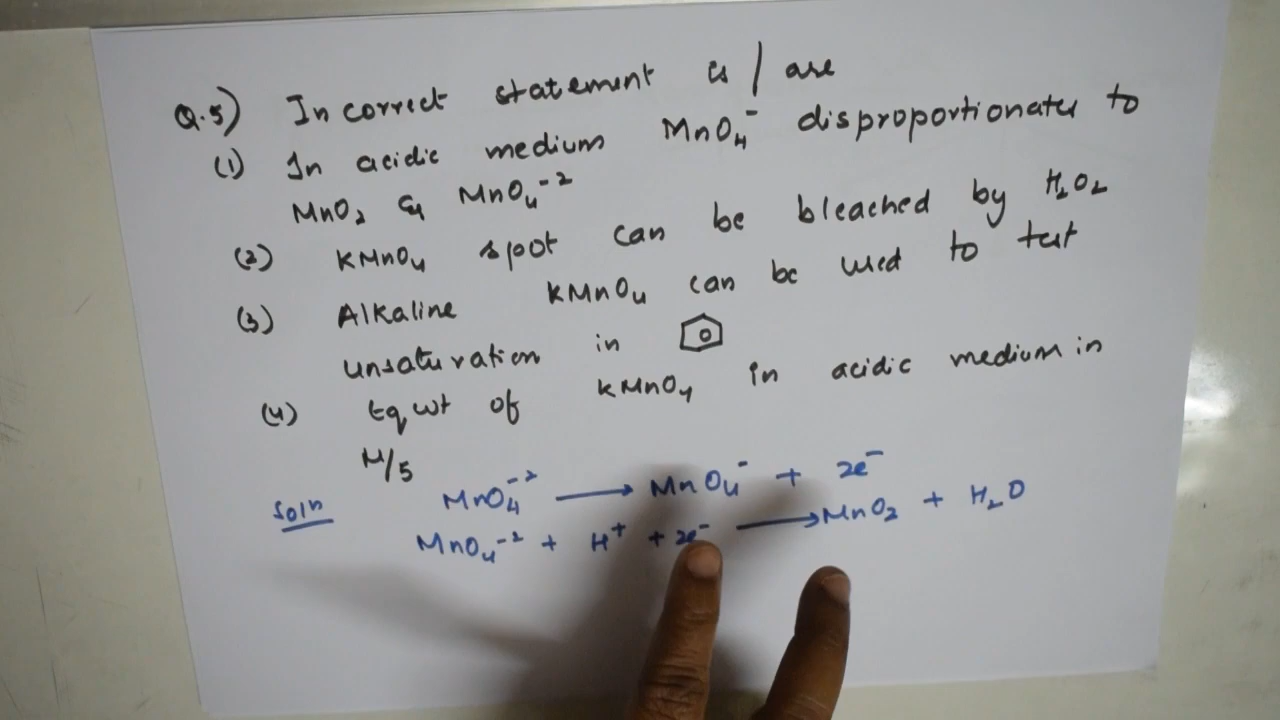 Q.5) Incorrect statement is / are
(1) In acidic medium MnO₄⁻ disproportionates to
MnO₂ & MnO₄⁻²
(2) KMnO₄ spot can be bleached by H₂O₂
(3) Alkaline KMnO₄ can be used to test
unsaturation in
(4) Eq wt of KMnO₄ in acidic medium in
M/5
Soln MnO₄⁻² ⟶ MnO₄⁻ + 2e⁻
MnO₄⁻² + H⁺ + 2e⁻ ⟶ MnO₂ + H₂O